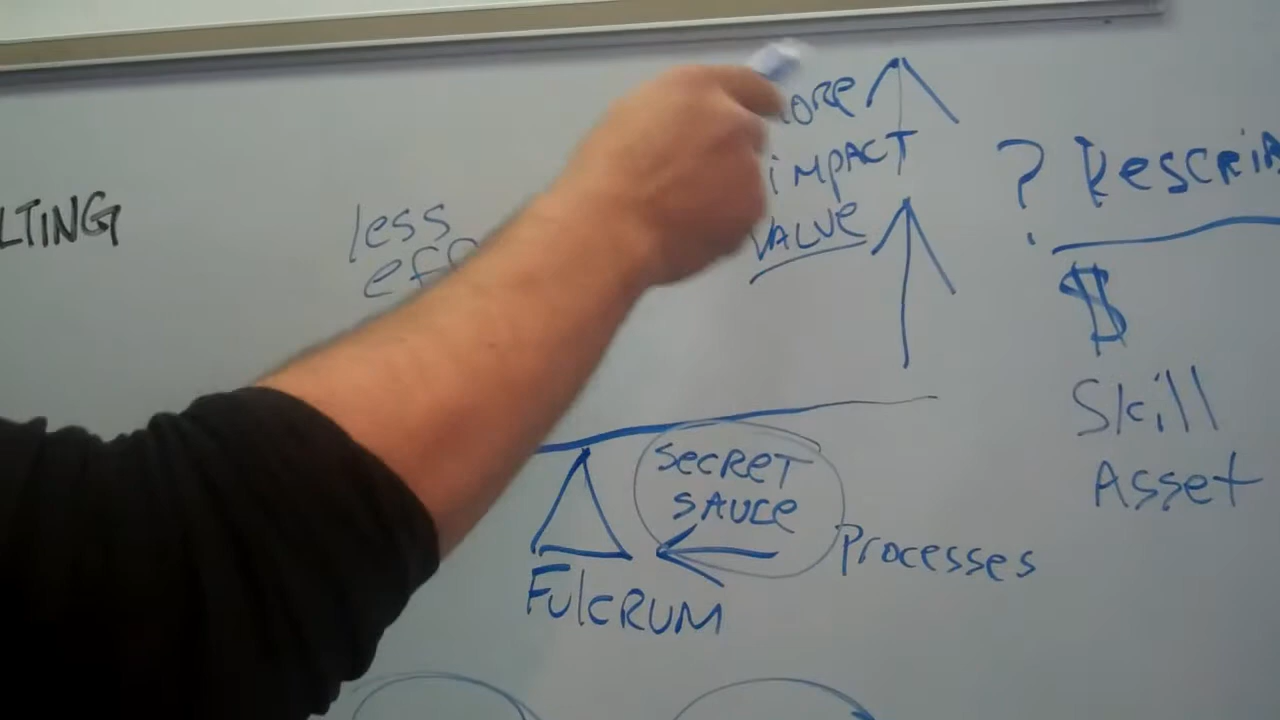 LTING
less
eff
ORE
impACT
VALUE
? Rescri
$
Skill
Asset
SecReT
SAuce
Processes
FulcRUM